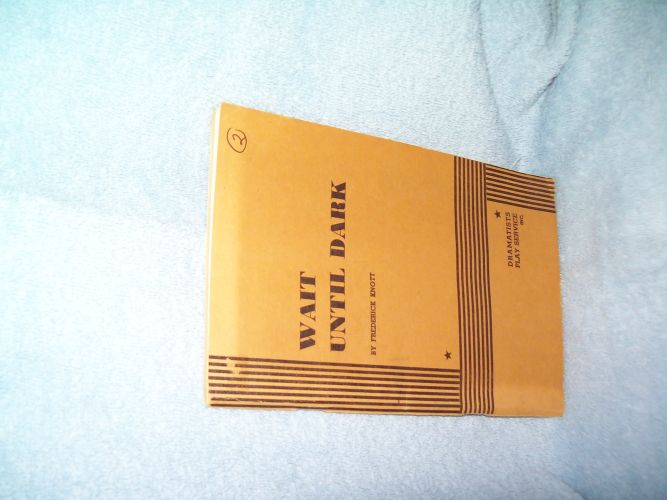 2
WAIT
UNTIL DARK
BY FREDERICK KNOTT
DRAMATISTS
PLAY SERVICE
INC.